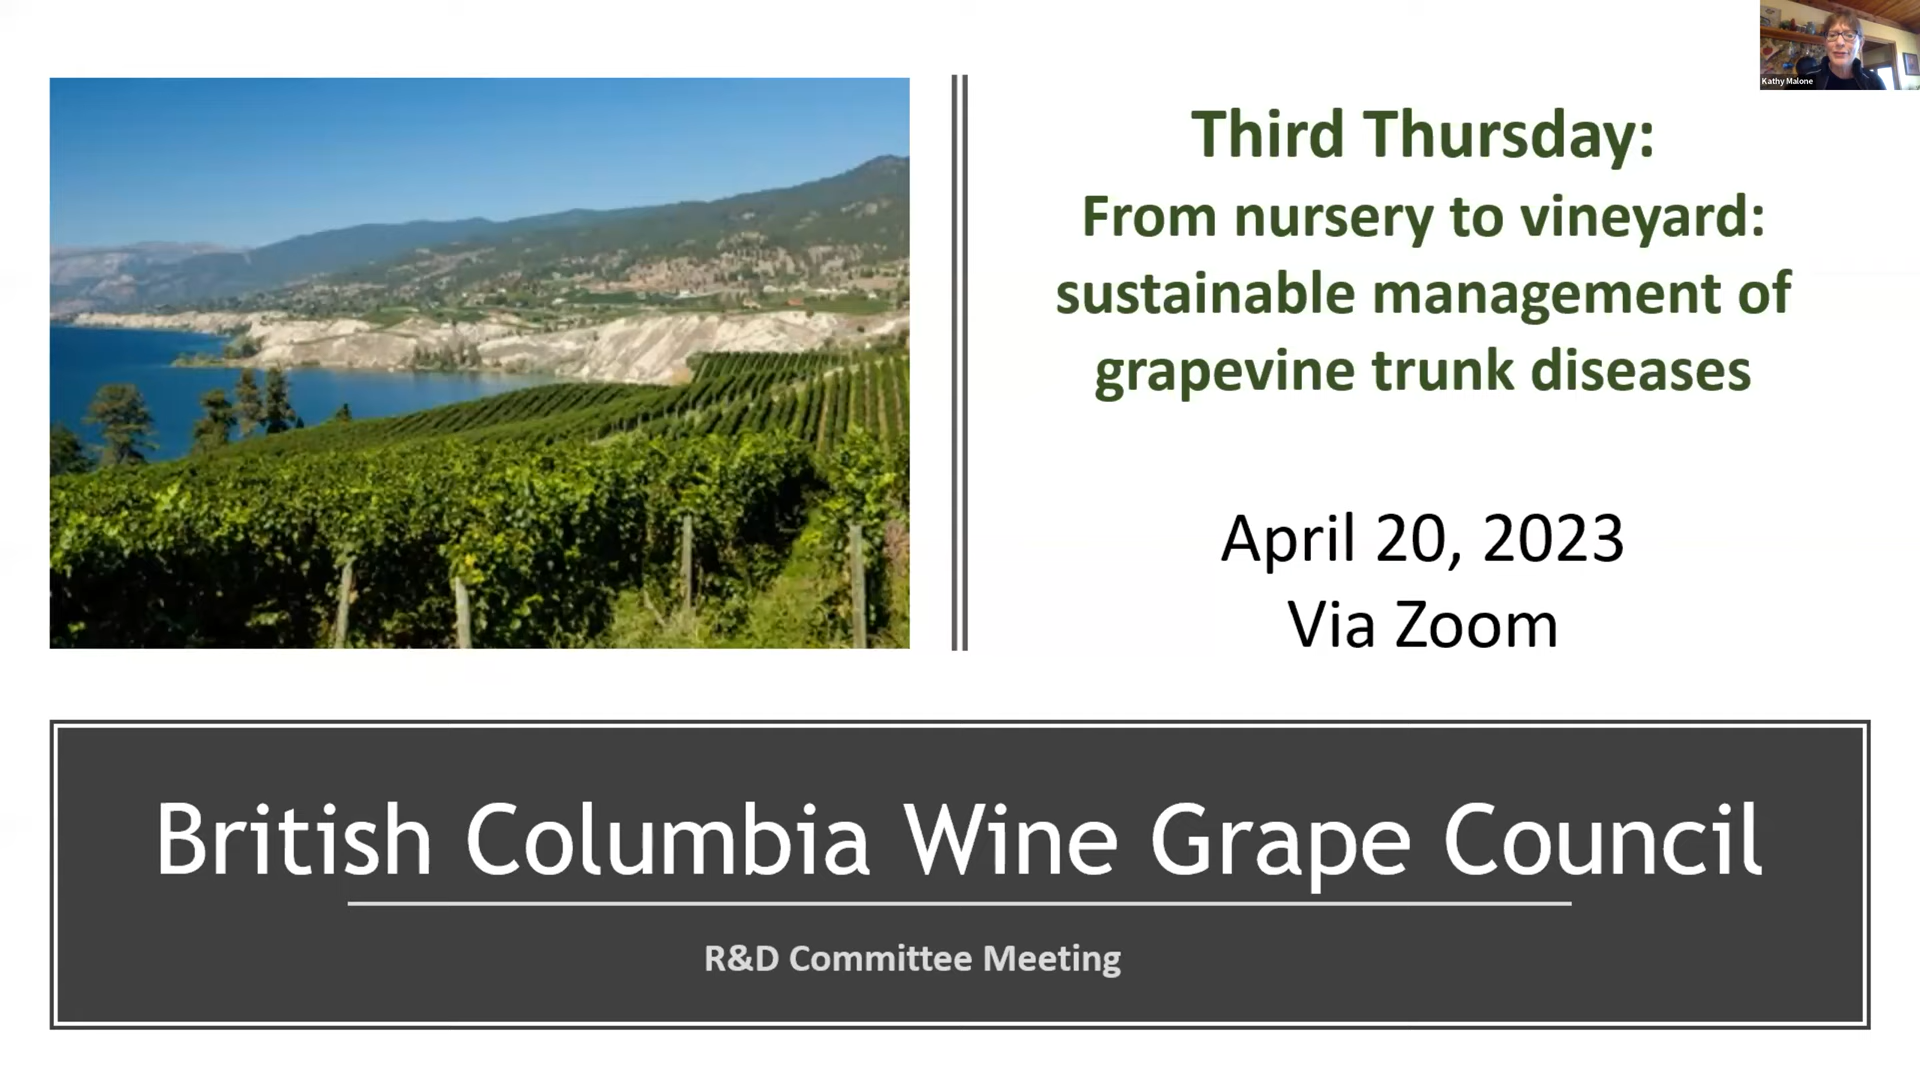 Kathy Malone
Third Thursday:
From nursery to vineyard:
sustainable management of
grapevine trunk diseases
April 20, 2023
Via Zoom
British Columbia Wine Grape Council
R&D Committee Meeting